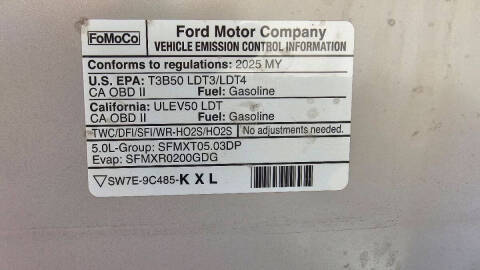 FoMoCo
Ford Motor Company
VEHICLE EMISSION CONTROL INFORMATION
Conforms to regulations: 2025 MY
U.S. EPA: T3B50 LDT3/LDT4
CA OBD II Fuel: Gasoline
California: ULEV50 LDT
CA OBD II Fuel: Gasoline
TWC/DFI/SFI/WR-HO2S/HO2S No adjustments needed.
5.0L-Group: SFMXT05.03DP
Evap: SFMXR0200GDG
▽SW7E-9C485-K X L